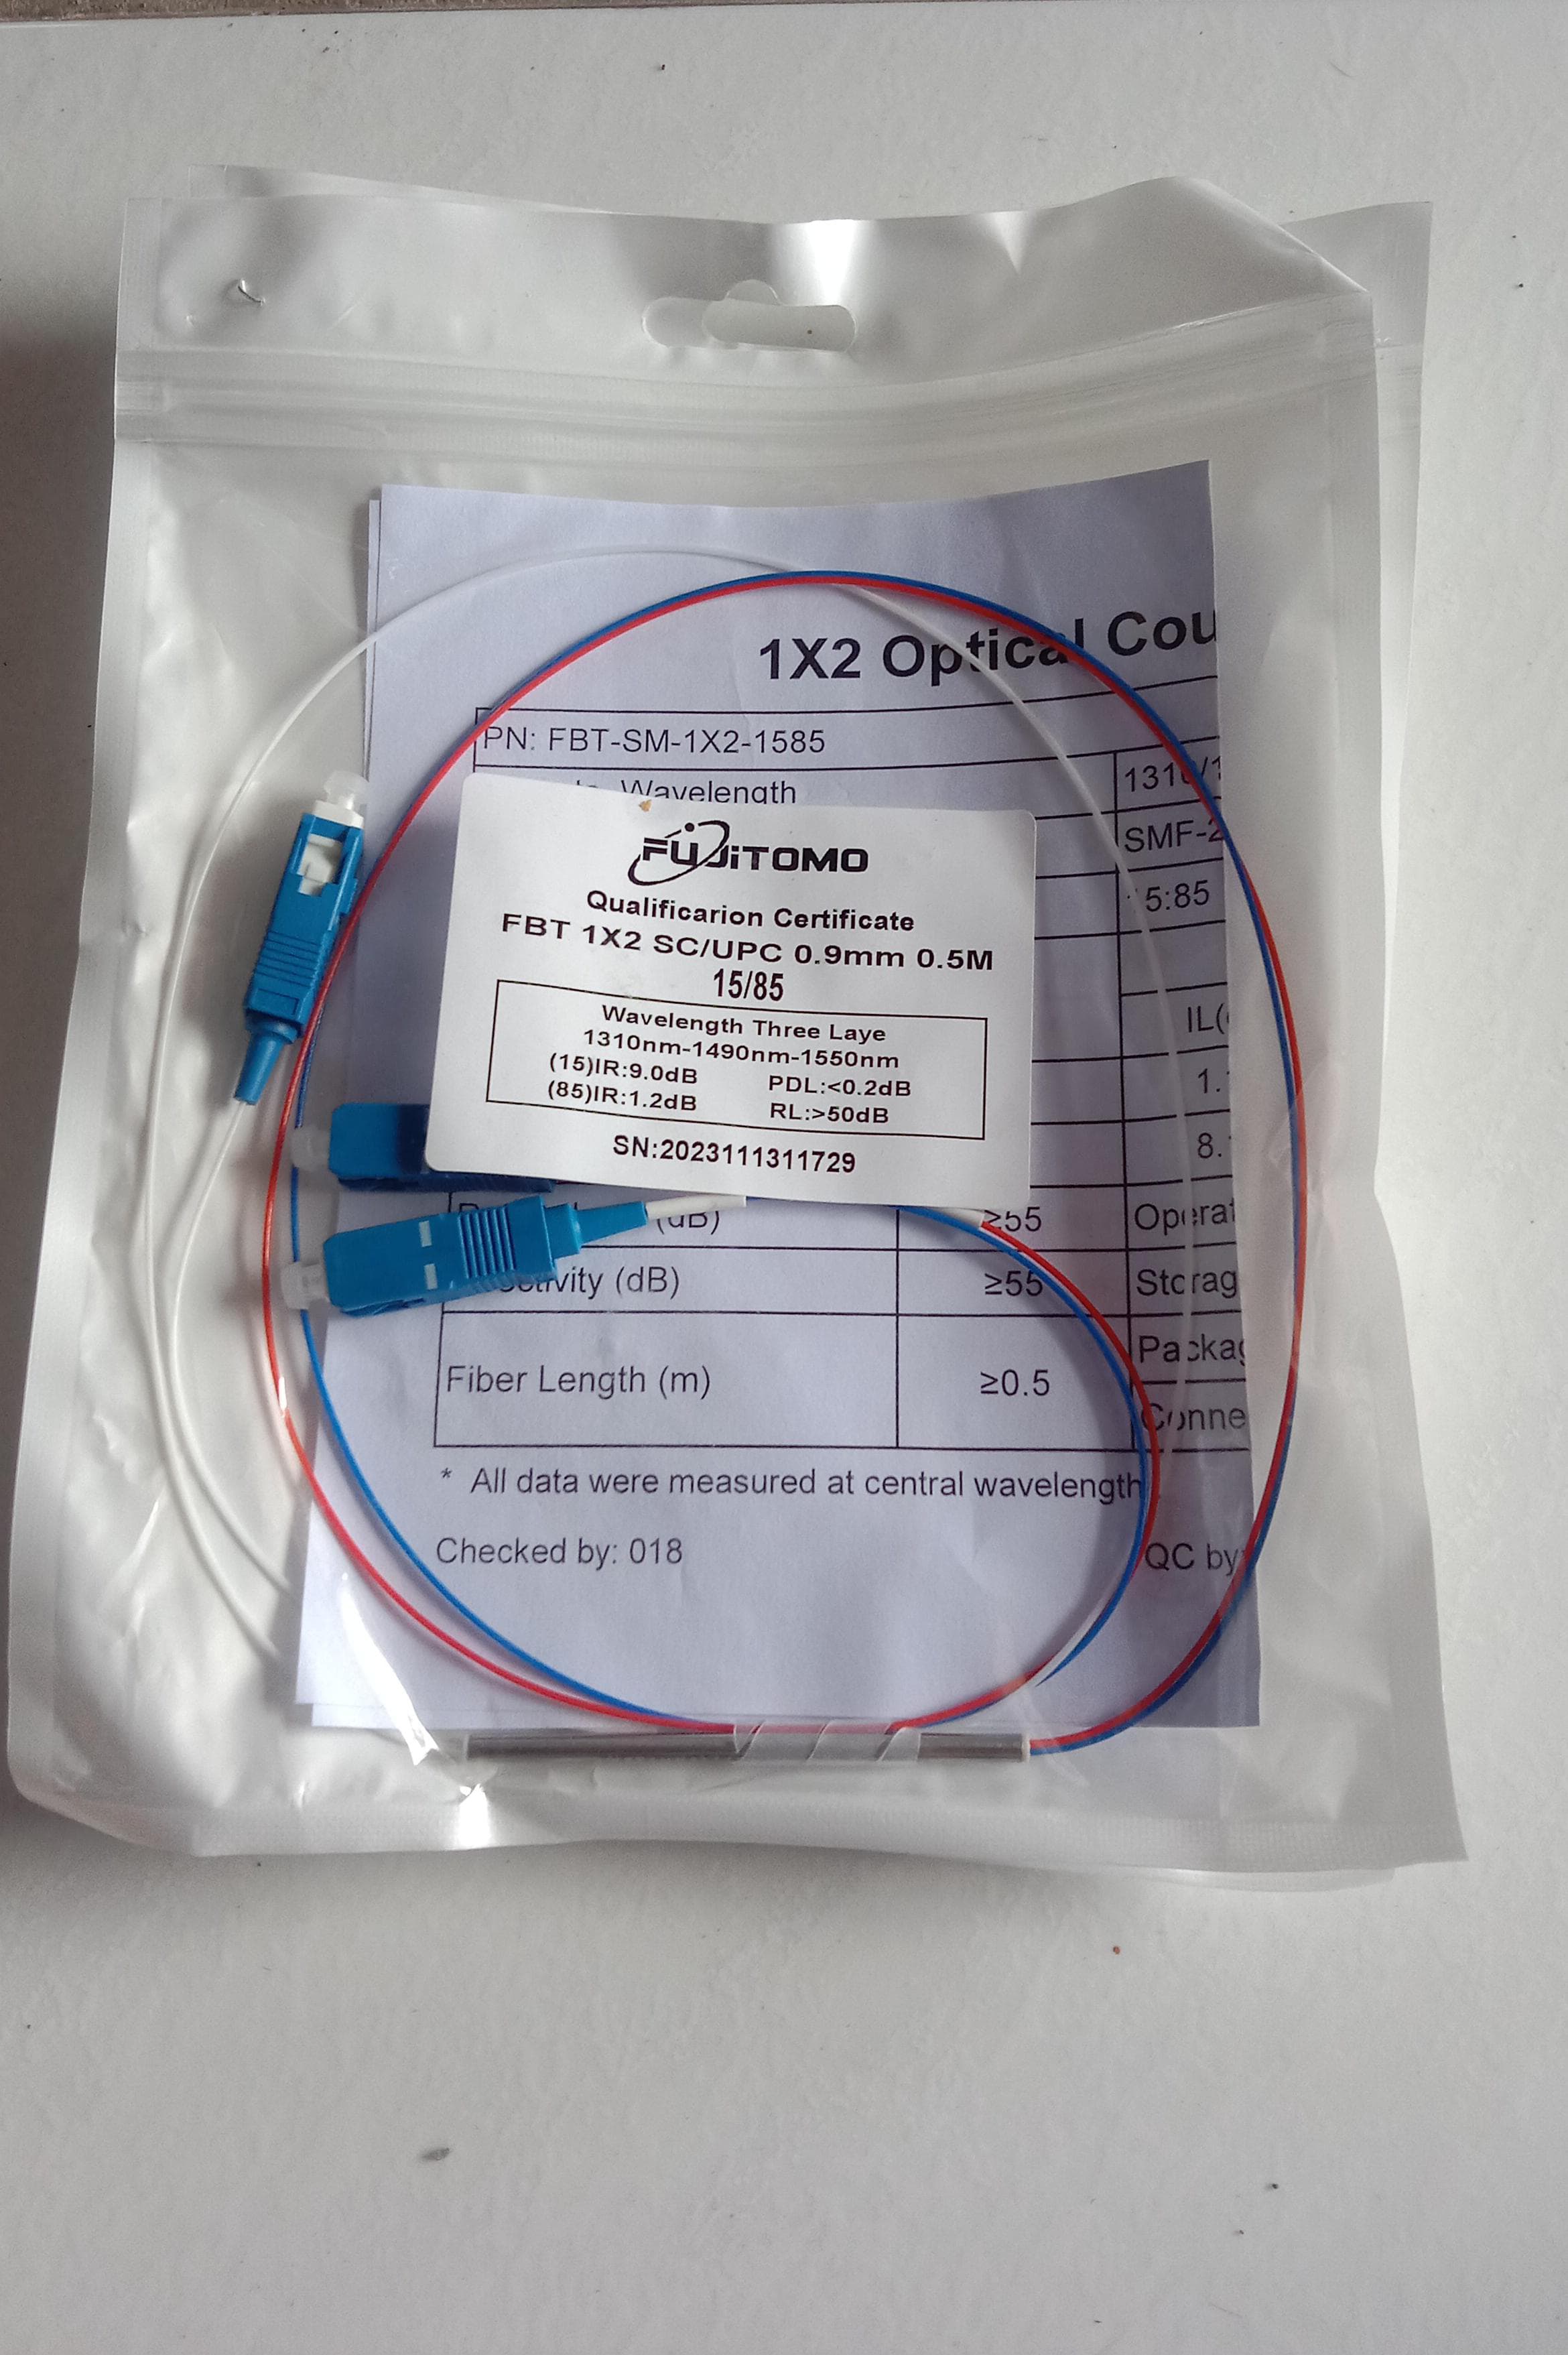 1X2 Optical Cou
PN: FBT-SM-1X2-1585
Wavelength
1310/1
SMF-2
15:85
FUJITOMO
Qualificarion Certificate
FBT 1X2 SC/UPC 0.9mm 0.5M
15/85
Wavelength Three Laye
1310nm-1490nm-1550nm
(15)IR:9.0dB PDL:<0.2dB
(85)IR:1.2dB RL:>50dB
SN:2023111311729
IL(
1.
8.
(dB) ≥55 Operat
ctivity (dB) ≥55 Storag
Fiber Length (m) ≥0.5 Packag
Conne
* All data were measured at central wavelength
Checked by: 018 QC by